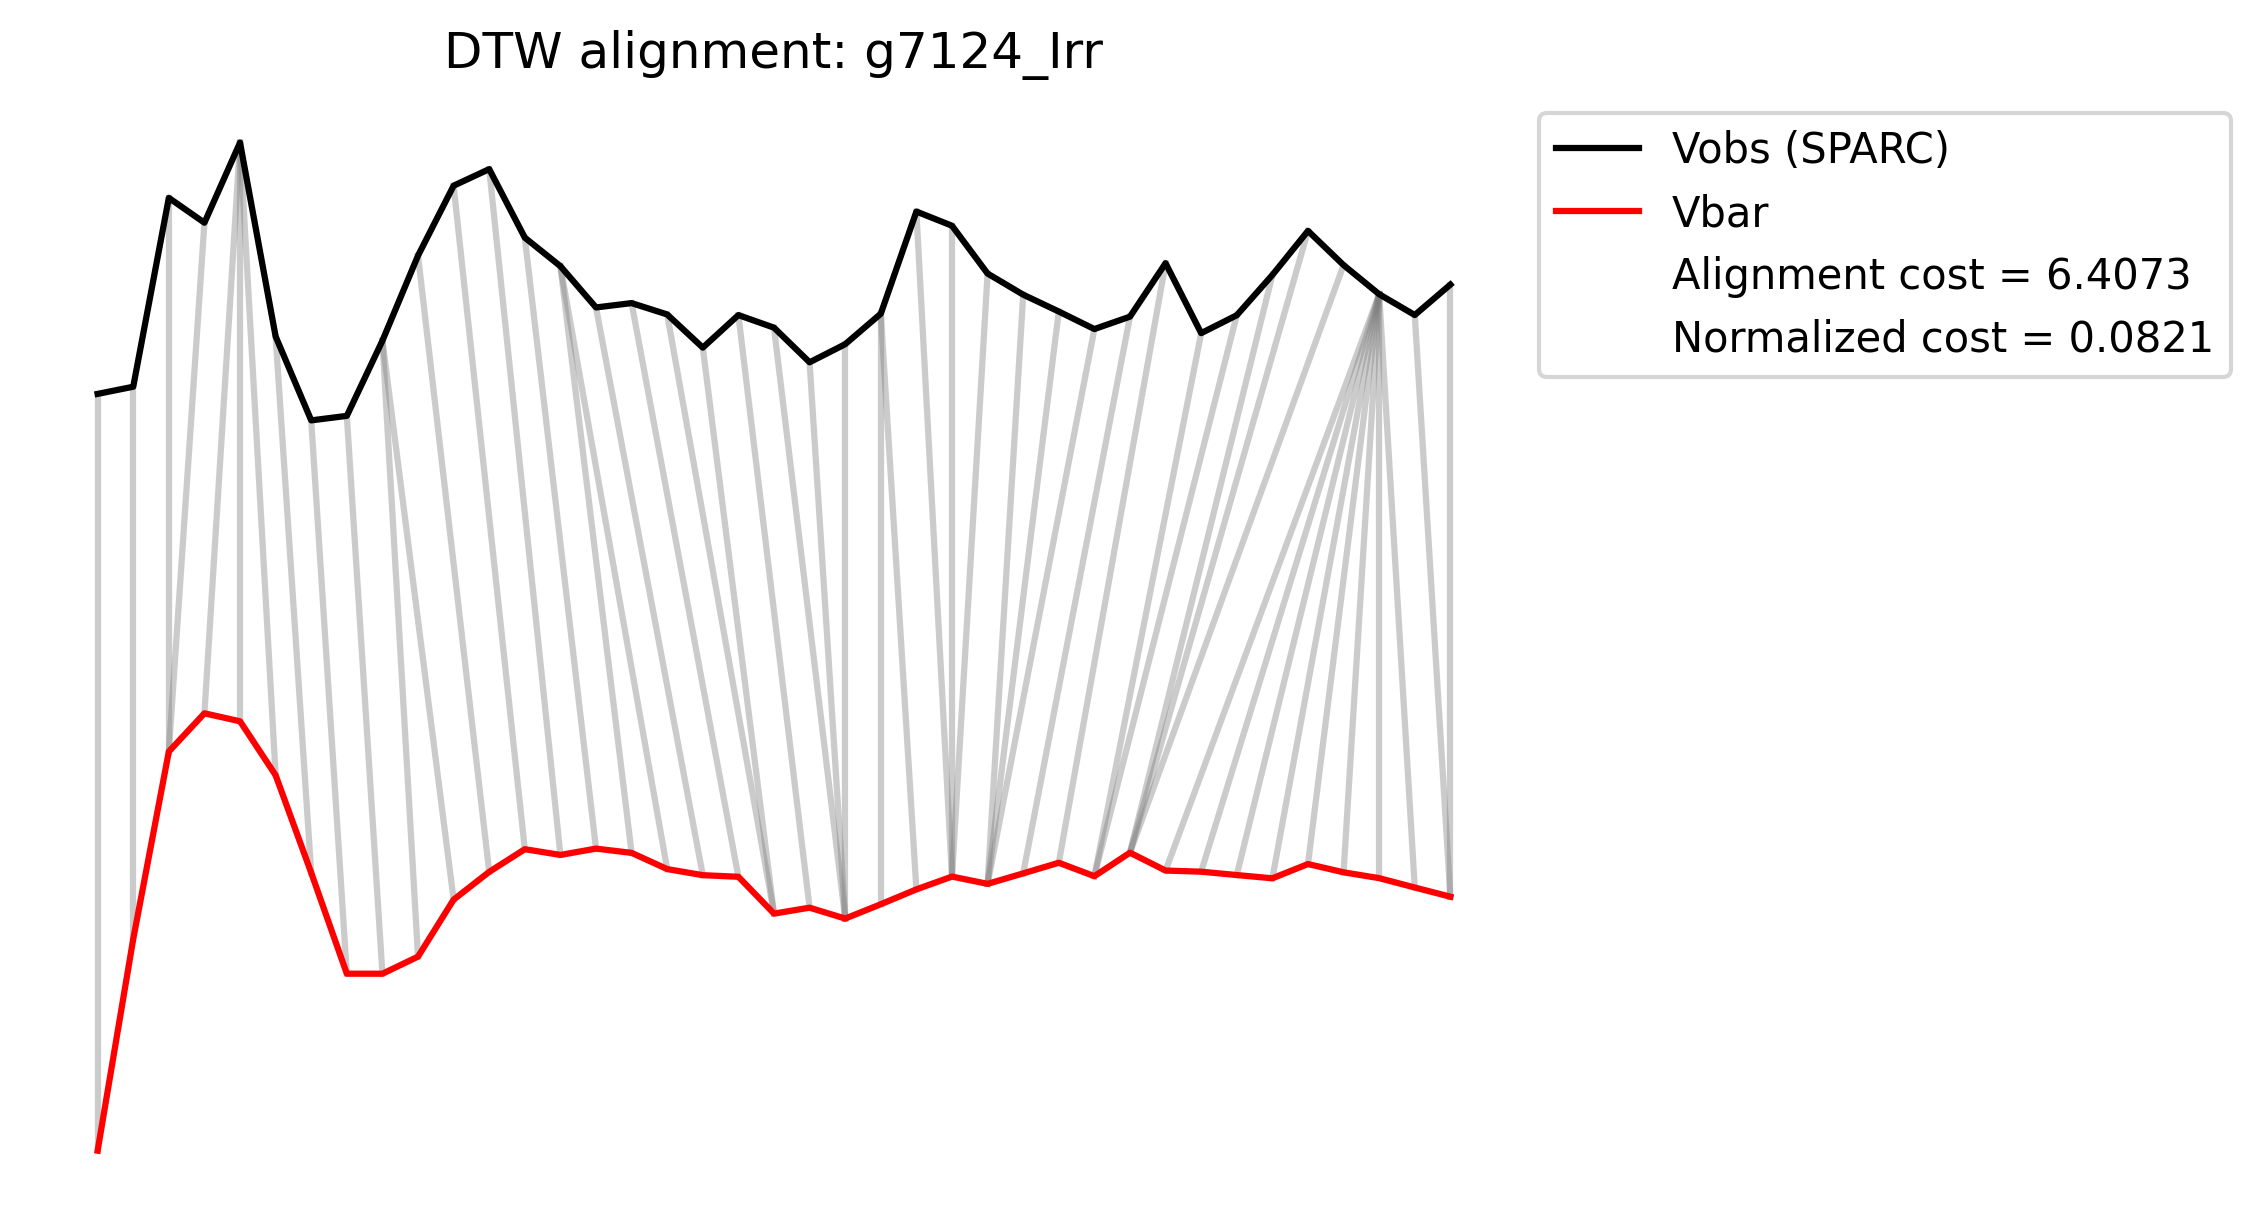 DTW alignment: g7124_Irr
Vobs (SPARC)
Vbar
Alignment cost = 6.4073
Normalized cost = 0.0821